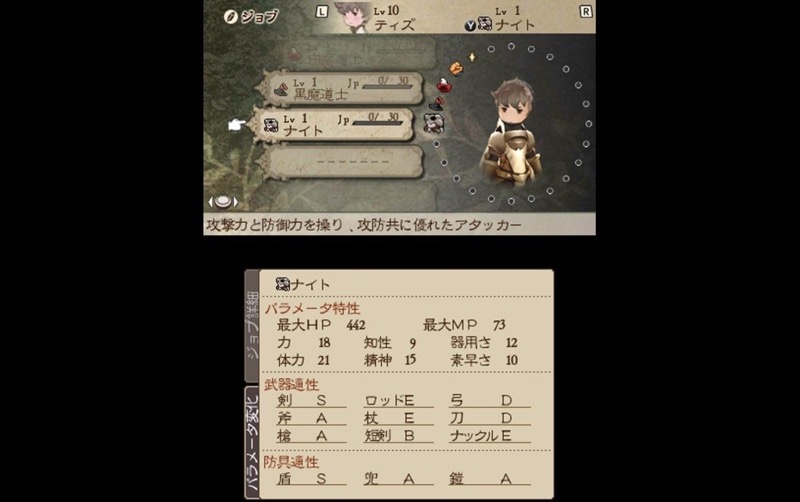 ジョブ
L
Lv 10
ティズ
Lv 1
Y ナイト
R
Lv 1 Jp 0/ 30
黒魔道士
Lv 1 Jp 0/ 30
ナイト
-------
攻撃力と防御力を操り、攻防共に優れたアタッカー
ジョブ詳細
パラメータ変化
ナイト
パラメータ特性
最大HP 442 最大MP 73
力 18 知性 9 器用さ 12
体力 21 精神 15 素早さ 10
武器適性
剣 S ロッド E 弓 D
斧 A 杖 E 刀 D
槍 A 短剣 B ナックル E
防具適性
盾 S 兜 A 鎧 A